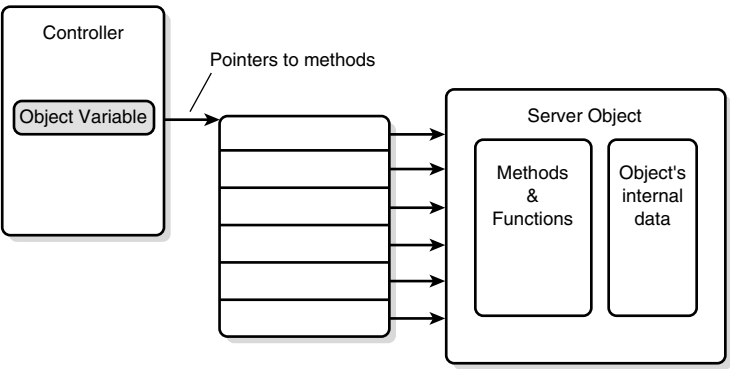 Controller
Object Variable
Pointers to methods
Server Object
Methods
&
Functions
Object's
internal
data